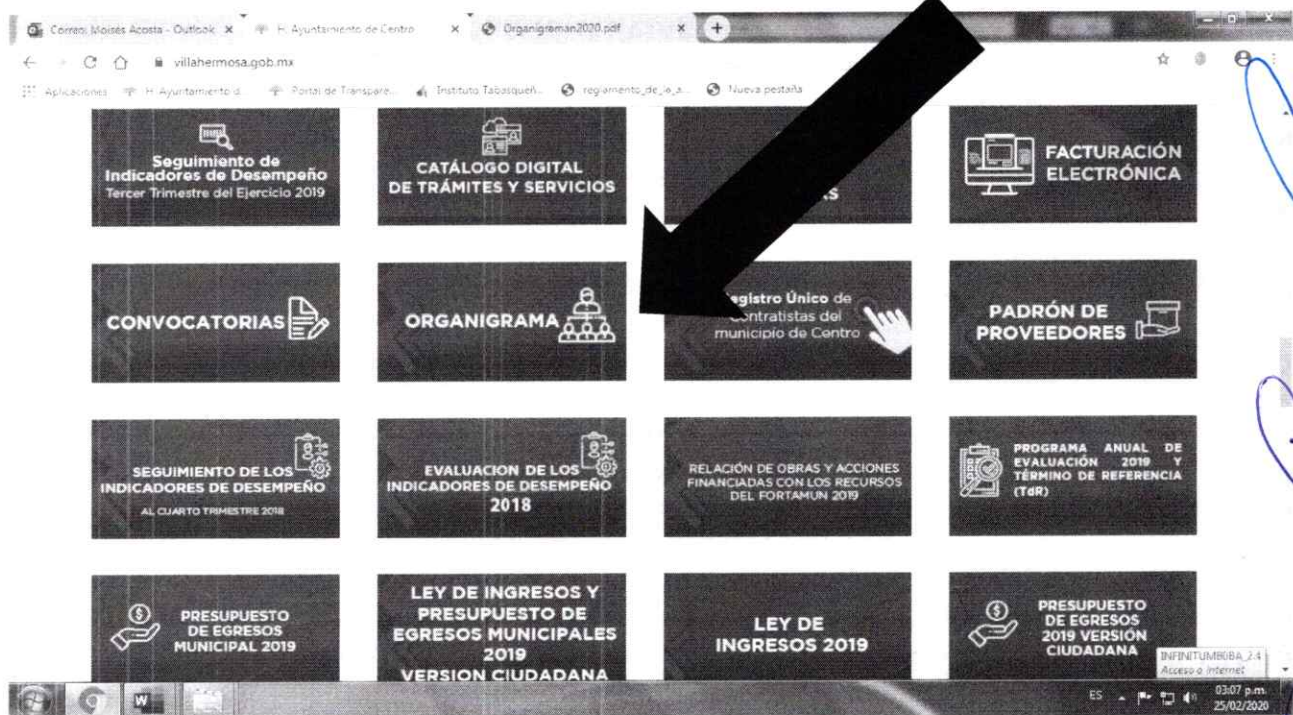 Correo: Moisés Acosta - Outlook
H. Ayuntamiento de Centro
Organigraman2020.pdf
villahermosa.gob.mx
Aplicaciones
H. Ayuntamiento d...
Portal de Transpare...
Instituto Tabasqueñ...
reglamento_de_la_a...
Nueva pestaña
Seguimiento de
Indicadores de Desempeño
Tercer Trimestre del Ejercicio 2019
CATÁLOGO DIGITAL
DE TRÁMITES Y SERVICIOS
FACTURACIÓN
ELECTRÓNICA
CONVOCATORIAS
ORGANIGRAMA
egistro Único de
contratistas del
municipio de Centro
PADRÓN DE
PROVEEDORES
SEGUIMIENTO DE LOS
INDICADORES DE DESEMPEÑO
AL CUARTO TRIMESTRE 2018
EVALUACION DE LOS
INDICADORES DE DESEMPEÑO
2018
RELACIÓN DE OBRAS Y ACCIONES
FINANCIADAS CON LOS RECURSOS
DEL FORTAMUN 2019
PROGRAMA ANUAL DE
EVALUACIÓN 2019 Y
TÉRMINO DE REFERENCIA
(TdR)
PRESUPUESTO
DE EGRESOS
MUNICIPAL 2019
LEY DE INGRESOS Y
PRESUPUESTO DE
EGRESOS MUNICIPALES
2019
VERSION CIUDADANA
LEY DE
INGRESOS 2019
PRESUPUESTO
DE EGRESOS
2019 VERSIÓN
CIUDADANA
INFINITUMB0BA_2.4
Acceso a Internet
ES
03:07 p.m.
25/02/2020